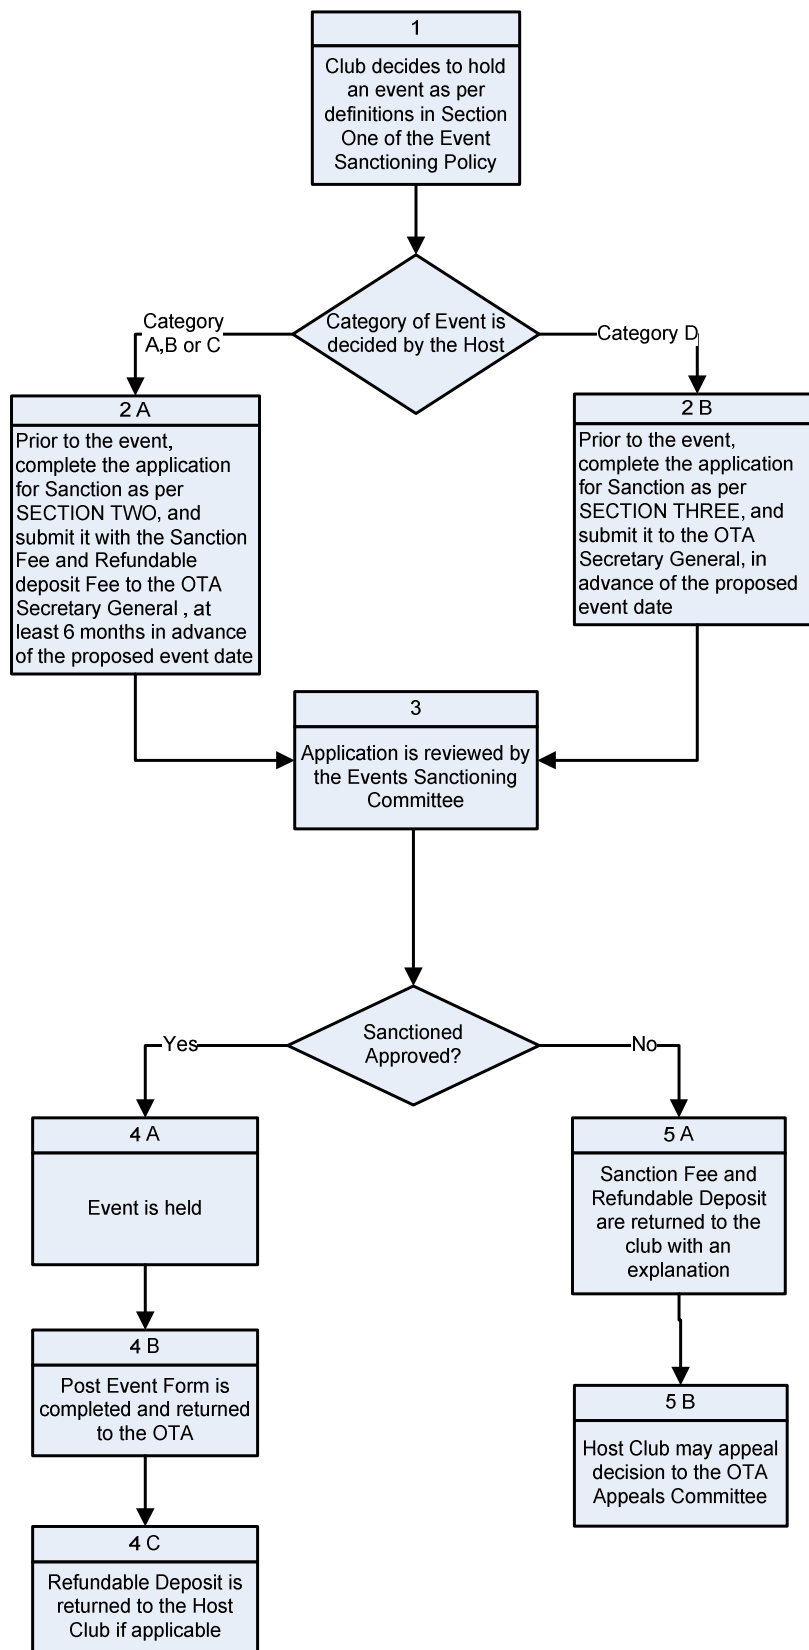 1
Club decides to hold
an event as per
definitions in Section
One of the Event
Sanctioning Policy
Category of Event is
decided by the Host
Category
A,B or C
Category D
2 A
Prior to the event,
complete the application
for Sanction as per
SECTION TWO, and
submit it with the Sanction
Fee and Refundable
deposit Fee to the OTA
Secretary General , at
least 6 months in advance
of the proposed event date
2 B
Prior to the event,
complete the application
for Sanction as per
SECTION THREE, and
submit it to the OTA
Secretary General, in
advance of the proposed
event date
3
Application is reviewed by
the Events Sanctioning
Committee
Sanctioned
Approved?
Yes
No
4 A
Event is held
5 A
Sanction Fee and
Refundable Deposit
are returned to the
club with an
explanation
4 B
Post Event Form is
completed and returned
to the OTA
5 B
Host Club may appeal
decision to the OTA
Appeals Committee
4 C
Refundable Deposit is
returned to the Host
Club if applicable